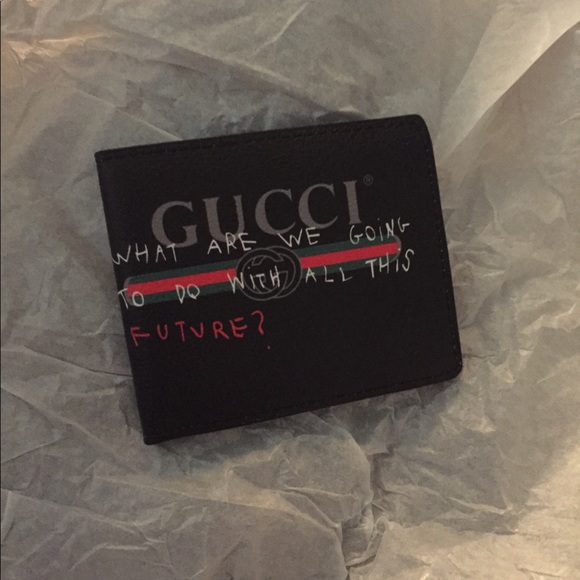 GUCCI®
WHAT ARE WE GOING
TO DO WITH ALL THIS
FUTURE?